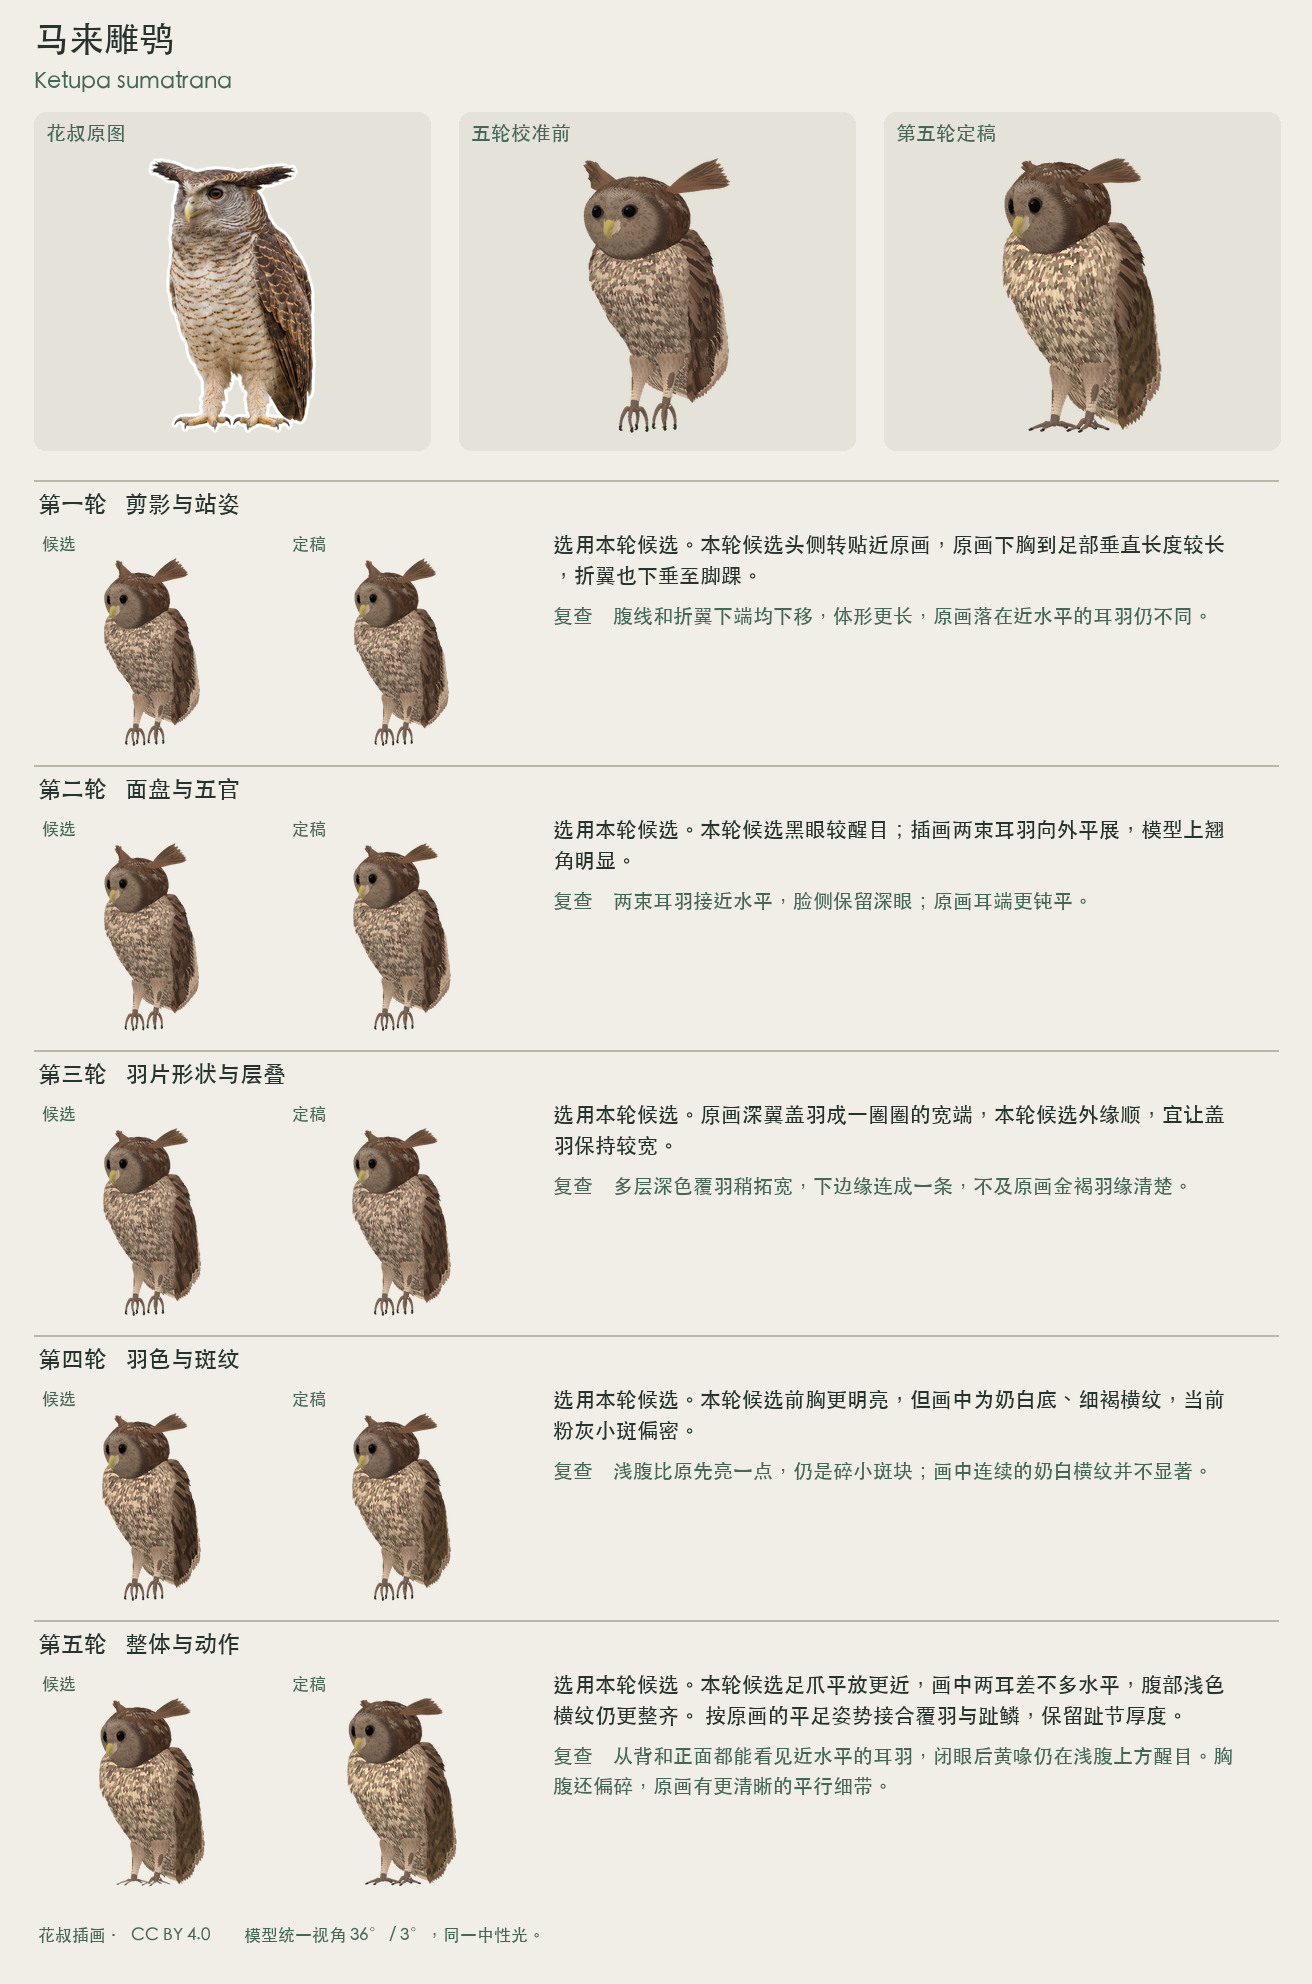 马来雕鸮
Ketupa sumatrana
花叔原图
五轮校准前
第五轮定稿
第一轮 剪影与站姿
候选
定稿
选用本轮候选。本轮候选头侧转贴近原画，原画下胸到足部垂直长度较长
，折翼也下垂至脚踝。
复查 腹线和折翼下端均下移，体形更长，原画落在近水平的耳羽仍不同。
第二轮 面盘与五官
候选
定稿
选用本轮候选。本轮候选黑眼较醒目；插画两束耳羽向外平展，模型上翘
角明显。
复查 两束耳羽接近水平，脸侧保留深眼；原画耳端更钝平。
第三轮 羽片形状与层叠
候选
定稿
选用本轮候选。原画深翼盖羽成一圈圈的宽端，本轮候选外缘顺，宜让盖
羽保持较宽。
复查 多层深色覆羽稍拓宽，下边缘连成一条，不及原画金褐羽缘清楚。
第四轮 羽色与斑纹
候选
定稿
选用本轮候选。本轮候选前胸更明亮，但画中为奶白底、细褐横纹，当前
粉灰小斑偏密。
复查 浅腹比原先亮一点，仍是碎小斑块；画中连续的奶白横纹并不显著。
第五轮 整体与动作
候选
定稿
选用本轮候选。本轮候选足爪平放更近，画中两耳差不多水平，腹部浅色
横纹仍更整齐。 按原画的平足姿势接合覆羽与趾鳞，保留趾节厚度。
复查 从背和正面都能看见近水平的耳羽，闭眼后黄喙仍在浅腹上方醒目。胸
腹还偏碎，原画有更清晰的平行细带。
花叔插画 · CC BY 4.0 模型统一视角 36° / 3° ，同一中性光。